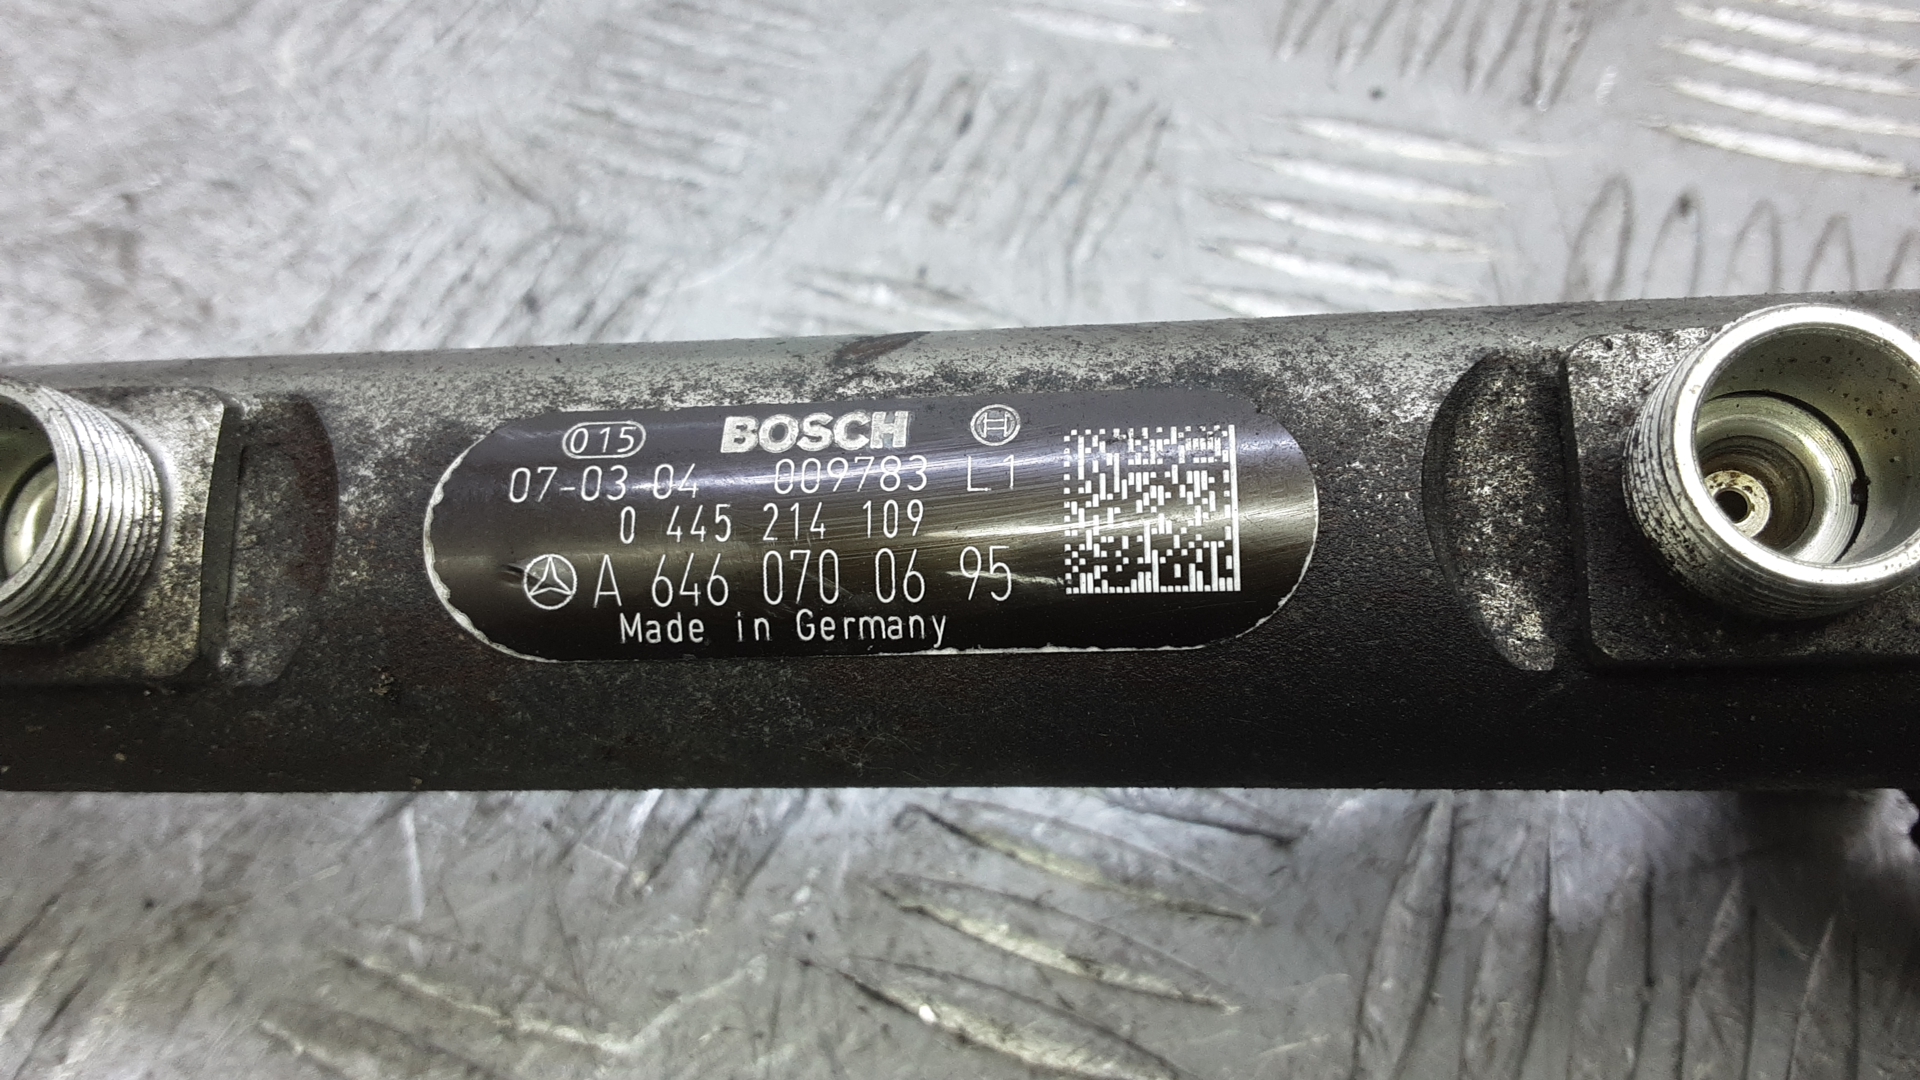 015 BOSCH
07-03 04 009783 L1
0 445 214 109
A 646 070 06 95
Made in Germany